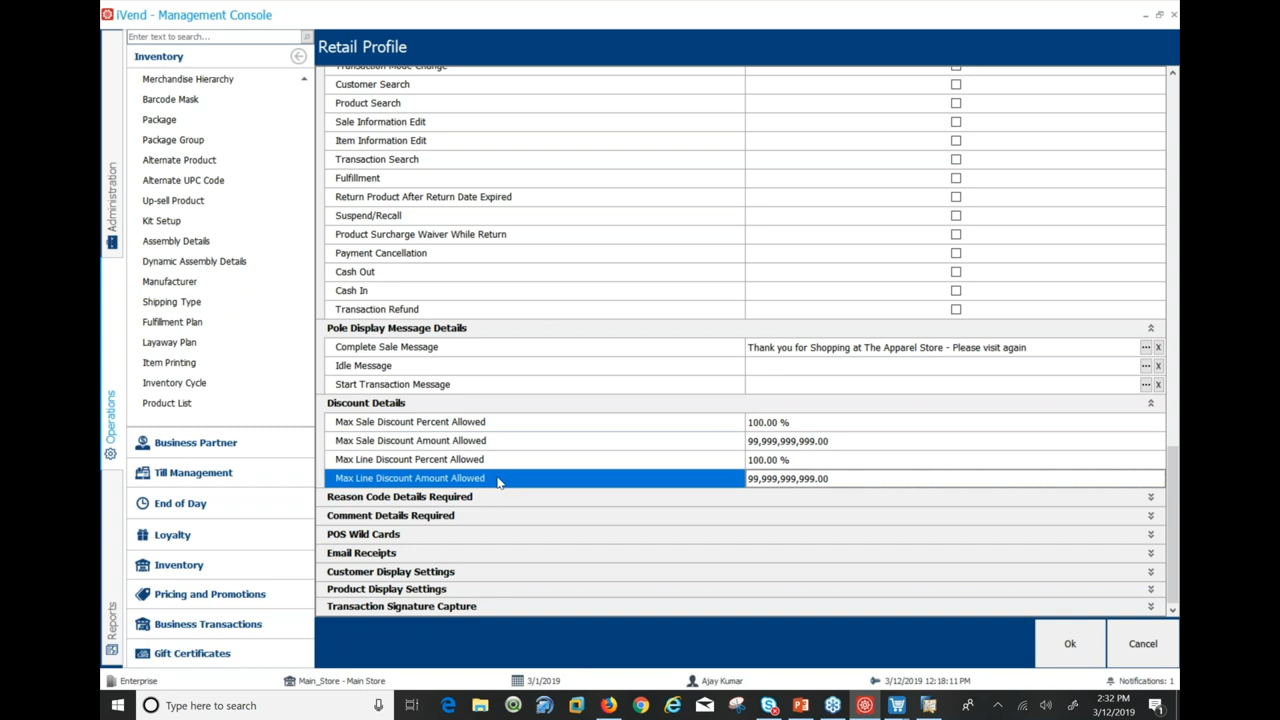 iVend - Management Console
Enter text to search...
Inventory
Merchandise Hierarchy
Barcode Mask
Package
Package Group
Alternate Product
Alternate UPC Code
Up-sell Product
Kit Setup
Assembly Details
Dynamic Assembly Details
Manufacturer
Shipping Type
Fulfillment Plan
Layaway Plan
Item Printing
Inventory Cycle
Product List
Business Partner
Till Management
End of Day
Loyalty
Inventory
Pricing and Promotions
Business Transactions
Gift Certificates
Administration
Operations
Reports
Retail Profile
Transaction Mode Change
Customer Search
Product Search
Sale Information Edit
Item Information Edit
Transaction Search
Fulfillment
Return Product After Return Date Expired
Suspend/Recall
Product Surcharge Waiver While Return
Payment Cancellation
Cash Out
Cash In
Transaction Refund
Pole Display Message Details
Complete Sale Message Thank you for Shopping at The Apparel Store - Please visit again
Idle Message
Start Transaction Message
Discount Details
Max Sale Discount Percent Allowed 100.00 %
Max Sale Discount Amount Allowed 99,999,999,999.00
Max Line Discount Percent Allowed 100.00 %
Max Line Discount Amount Allowed 99,999,999,999.00
Reason Code Details Required
Comment Details Required
POS Wild Cards
Email Receipts
Customer Display Settings
Product Display Settings
Transaction Signature Capture
Ok Cancel
Enterprise Main_Store - Main Store 3/1/2019 Ajay Kumar 3/12/2019 12:18:11 PM Notifications: 1
Type here to search
2:32 PM
3/12/2019